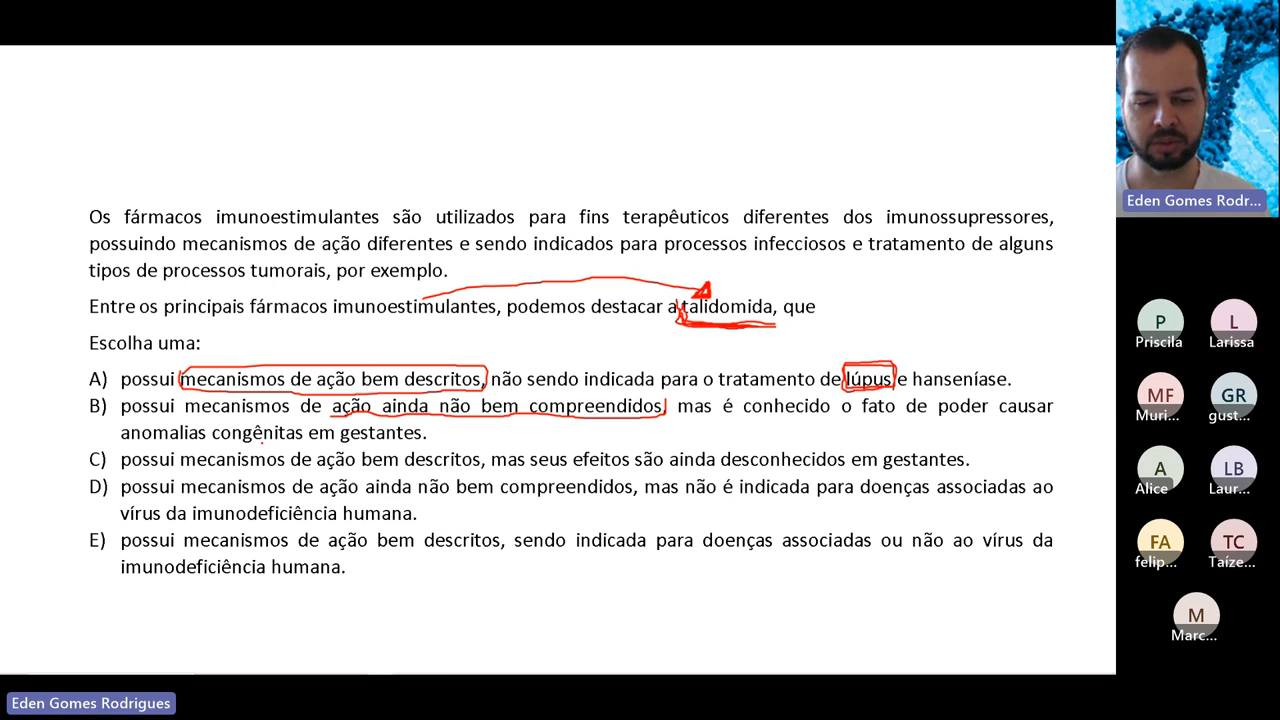 Os fármacos imunoestimulantes são utilizados para fins terapêuticos diferentes dos imunossupressores,
possuindo mecanismos de ação diferentes e sendo indicados para processos infecciosos e tratamento de alguns
tipos de processos tumorais, por exemplo.
Entre os principais fármacos imunoestimulantes, podemos destacar a talidomida, que
Escolha uma:
A) possui mecanismos de ação bem descritos, não sendo indicada para o tratamento de lúpus e hanseníase.
B) possui mecanismos de ação ainda não bem compreendidos, mas é conhecido o fato de poder causar
anomalias congênitas em gestantes.
C) possui mecanismos de ação bem descritos, mas seus efeitos são ainda desconhecidos em gestantes.
D) possui mecanismos de ação ainda não bem compreendidos, mas não é indicada para doenças associadas ao
vírus da imunodeficiência humana.
E) possui mecanismos de ação bem descritos, sendo indicada para doenças associadas ou não ao vírus da
imunodeficiência humana.
Eden Gomes Rodrigues
Eden Gomes Rodr...
P
Priscila
L
Larissa
MF
Muri...
GR
gust...
A
Alice
LB
Laur...
FA
felip...
TC
Taíze...
M
Marc...